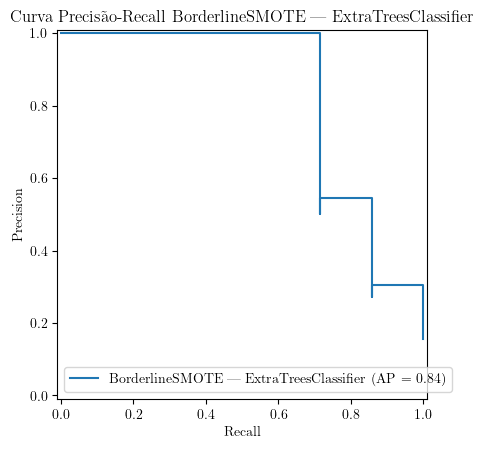 Curva Precisão-Recall BorderlineSMOTE — ExtraTreesClassifier
1.0
0.8
0.6
0.4
0.2
0.0
Precision
BorderlineSMOTE — ExtraTreesClassifier (AP = 0.84)
0.0 0.2 0.4 0.6 0.8 1.0
Recall